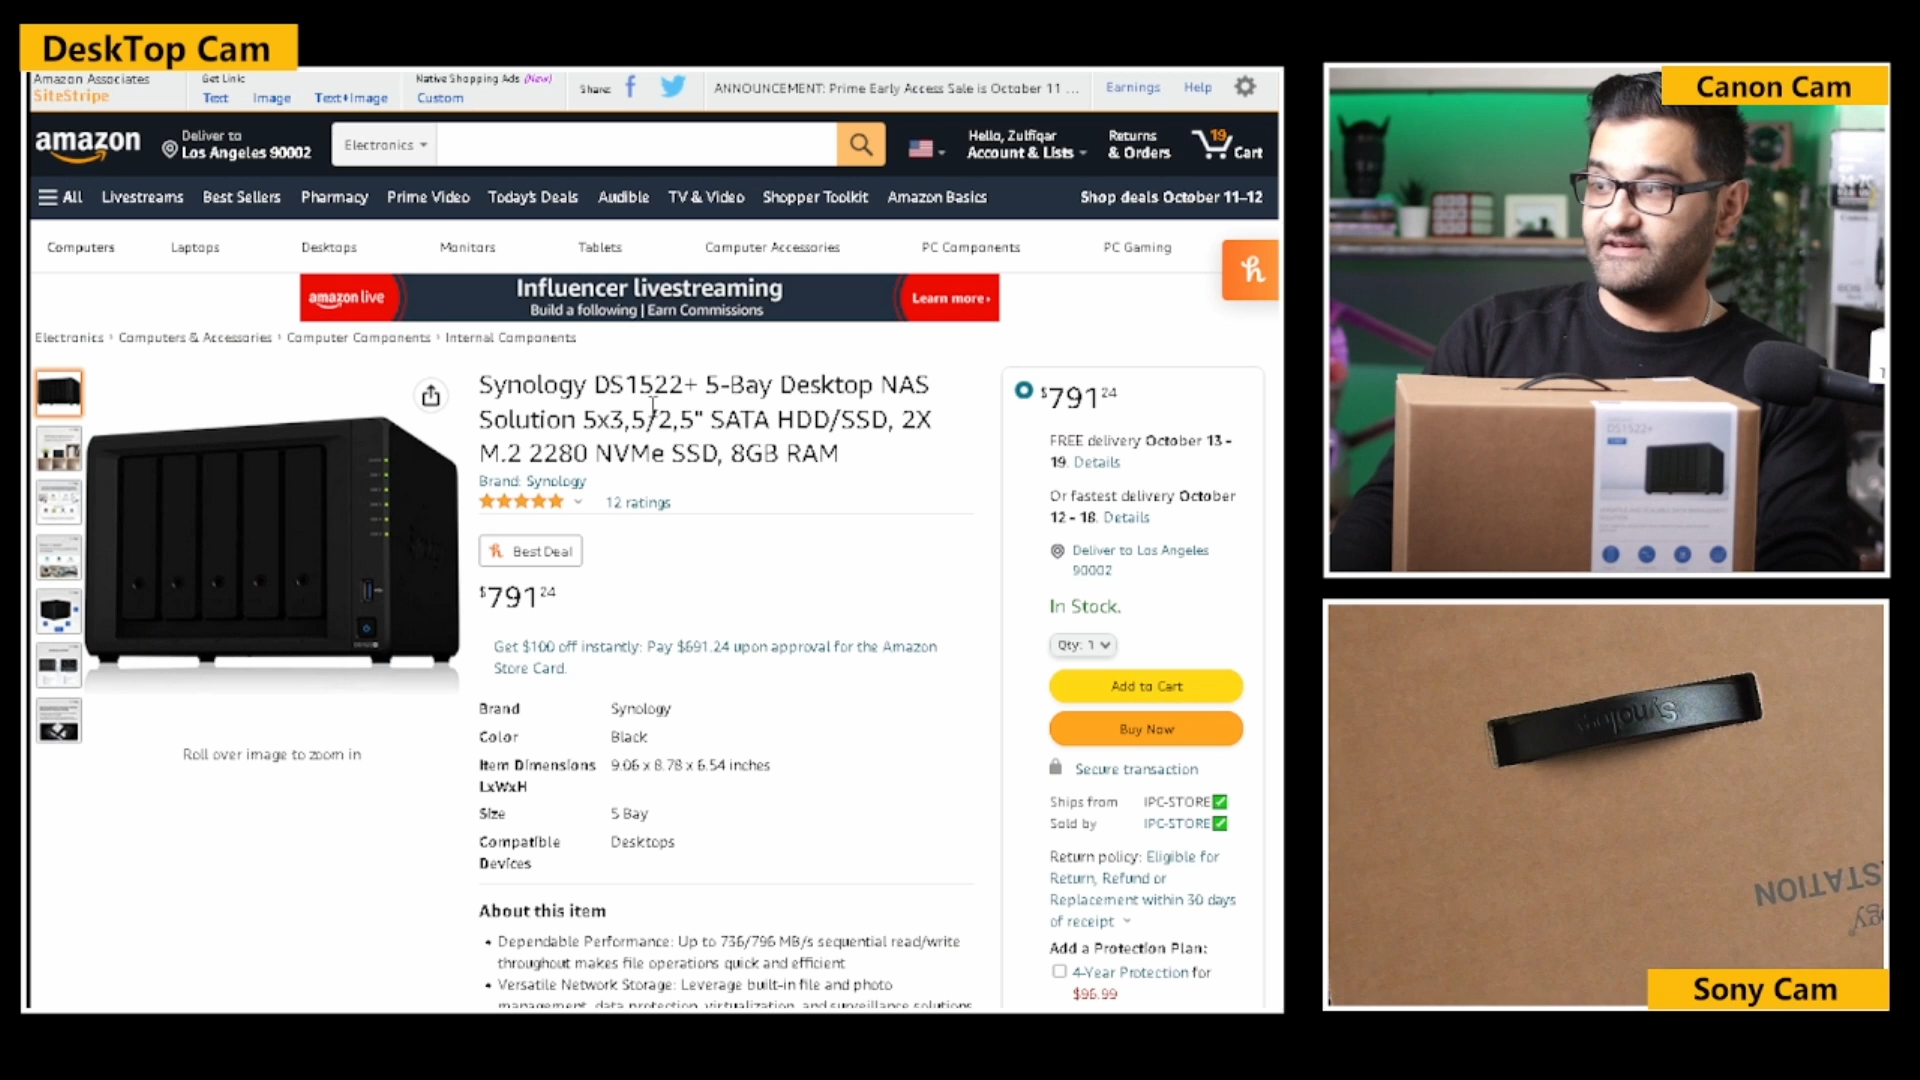 DeskTop Cam
Amazon Associates
SiteStripe
Get Link:
Text Image Text+Image
Native Shopping Ads (New)
Custom
Share:
ANNOUNCEMENT: Prime Early Access Sale is October 11 ...
Earnings Help
amazon
Deliver to
Los Angeles 90002
Electronics
Hello, Zulfiqar
Account & Lists
Returns
& Orders
19
Cart
All Livestreams Best Sellers Pharmacy Prime Video Today's Deals Audible TV & Video Shopper Toolkit Amazon Basics
Shop deals October 11-12
Computers Laptops Desktops Monitors Tablets Computer Accessories PC Components PC Gaming
amazon live
Influencer livestreaming
Build a following | Earn Commissions
Learn more ›
Electronics › Computers & Accessories › Computer Components › Internal Components
Synology DS1522+ 5-Bay Desktop NAS
Solution 5x3,5/2,5" SATA HDD/SSD, 2X
M.2 2280 NVMe SSD, 8GB RAM
Brand: Synology
12 ratings
Best Deal
$791 24
Get $100 off instantly: Pay $691.24 upon approval for the Amazon
Store Card.
Brand Synology
Color Black
Item Dimensions 9.06 x 8.78 x 6.54 inches
LxWxH
Size 5 Bay
Compatible Desktops
Devices
Roll over image to zoom in
About this item
• Dependable Performance: Up to 736/796 MB/s sequential read/write
throughout makes file operations quick and efficient
• Versatile Network Storage: Leverage built-in file and photo
management, data protection, virtualization, and surveillance solutions
$791 24
FREE delivery October 13 -
19. Details
Or fastest delivery October
12 - 18. Details
Deliver to Los Angeles
90002
In Stock.
Qty: 1
Add to Cart
Buy Now
Secure transaction
Ships from IPC-STORE✅
Sold by IPC-STORE✅
Return policy: Eligible for
Return, Refund or
Replacement within 30 days
of receipt
Add a Protection Plan:
4-Year Protection for
$96.99
Canon Cam
DS1522+
Synology
STATION
Sony Cam